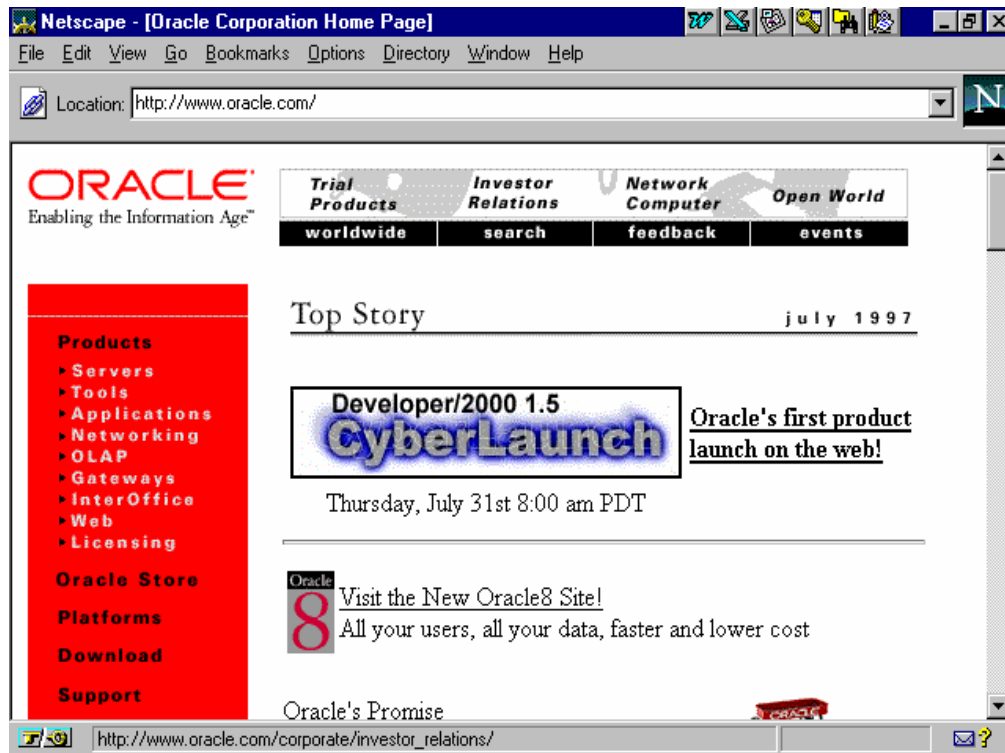 Netscape - [Oracle Corporation Home Page]
File Edit View Go Bookmarks Options Directory Window Help
Location: http://www.oracle.com/
N
ORACLE
Enabling the Information Age™
Trial Products
Investor Relations
Network Computer
Open World
worldwide search feedback events
Products
Servers
Tools
Applications
Networking
OLAP
Gateways
InterOffice
Web
Licensing
Oracle Store
Platforms
Download
Support
Top Story july 1997
Developer/2000 1.5
CyberLaunch
Oracle's first product
launch on the web!
Thursday, July 31st 8:00 am PDT
Oracle
8
Visit the New Oracle8 Site!
All your users, all your data, faster and lower cost
Oracle's Promise
ORACLE
http://www.oracle.com/corporate/investor_relations/